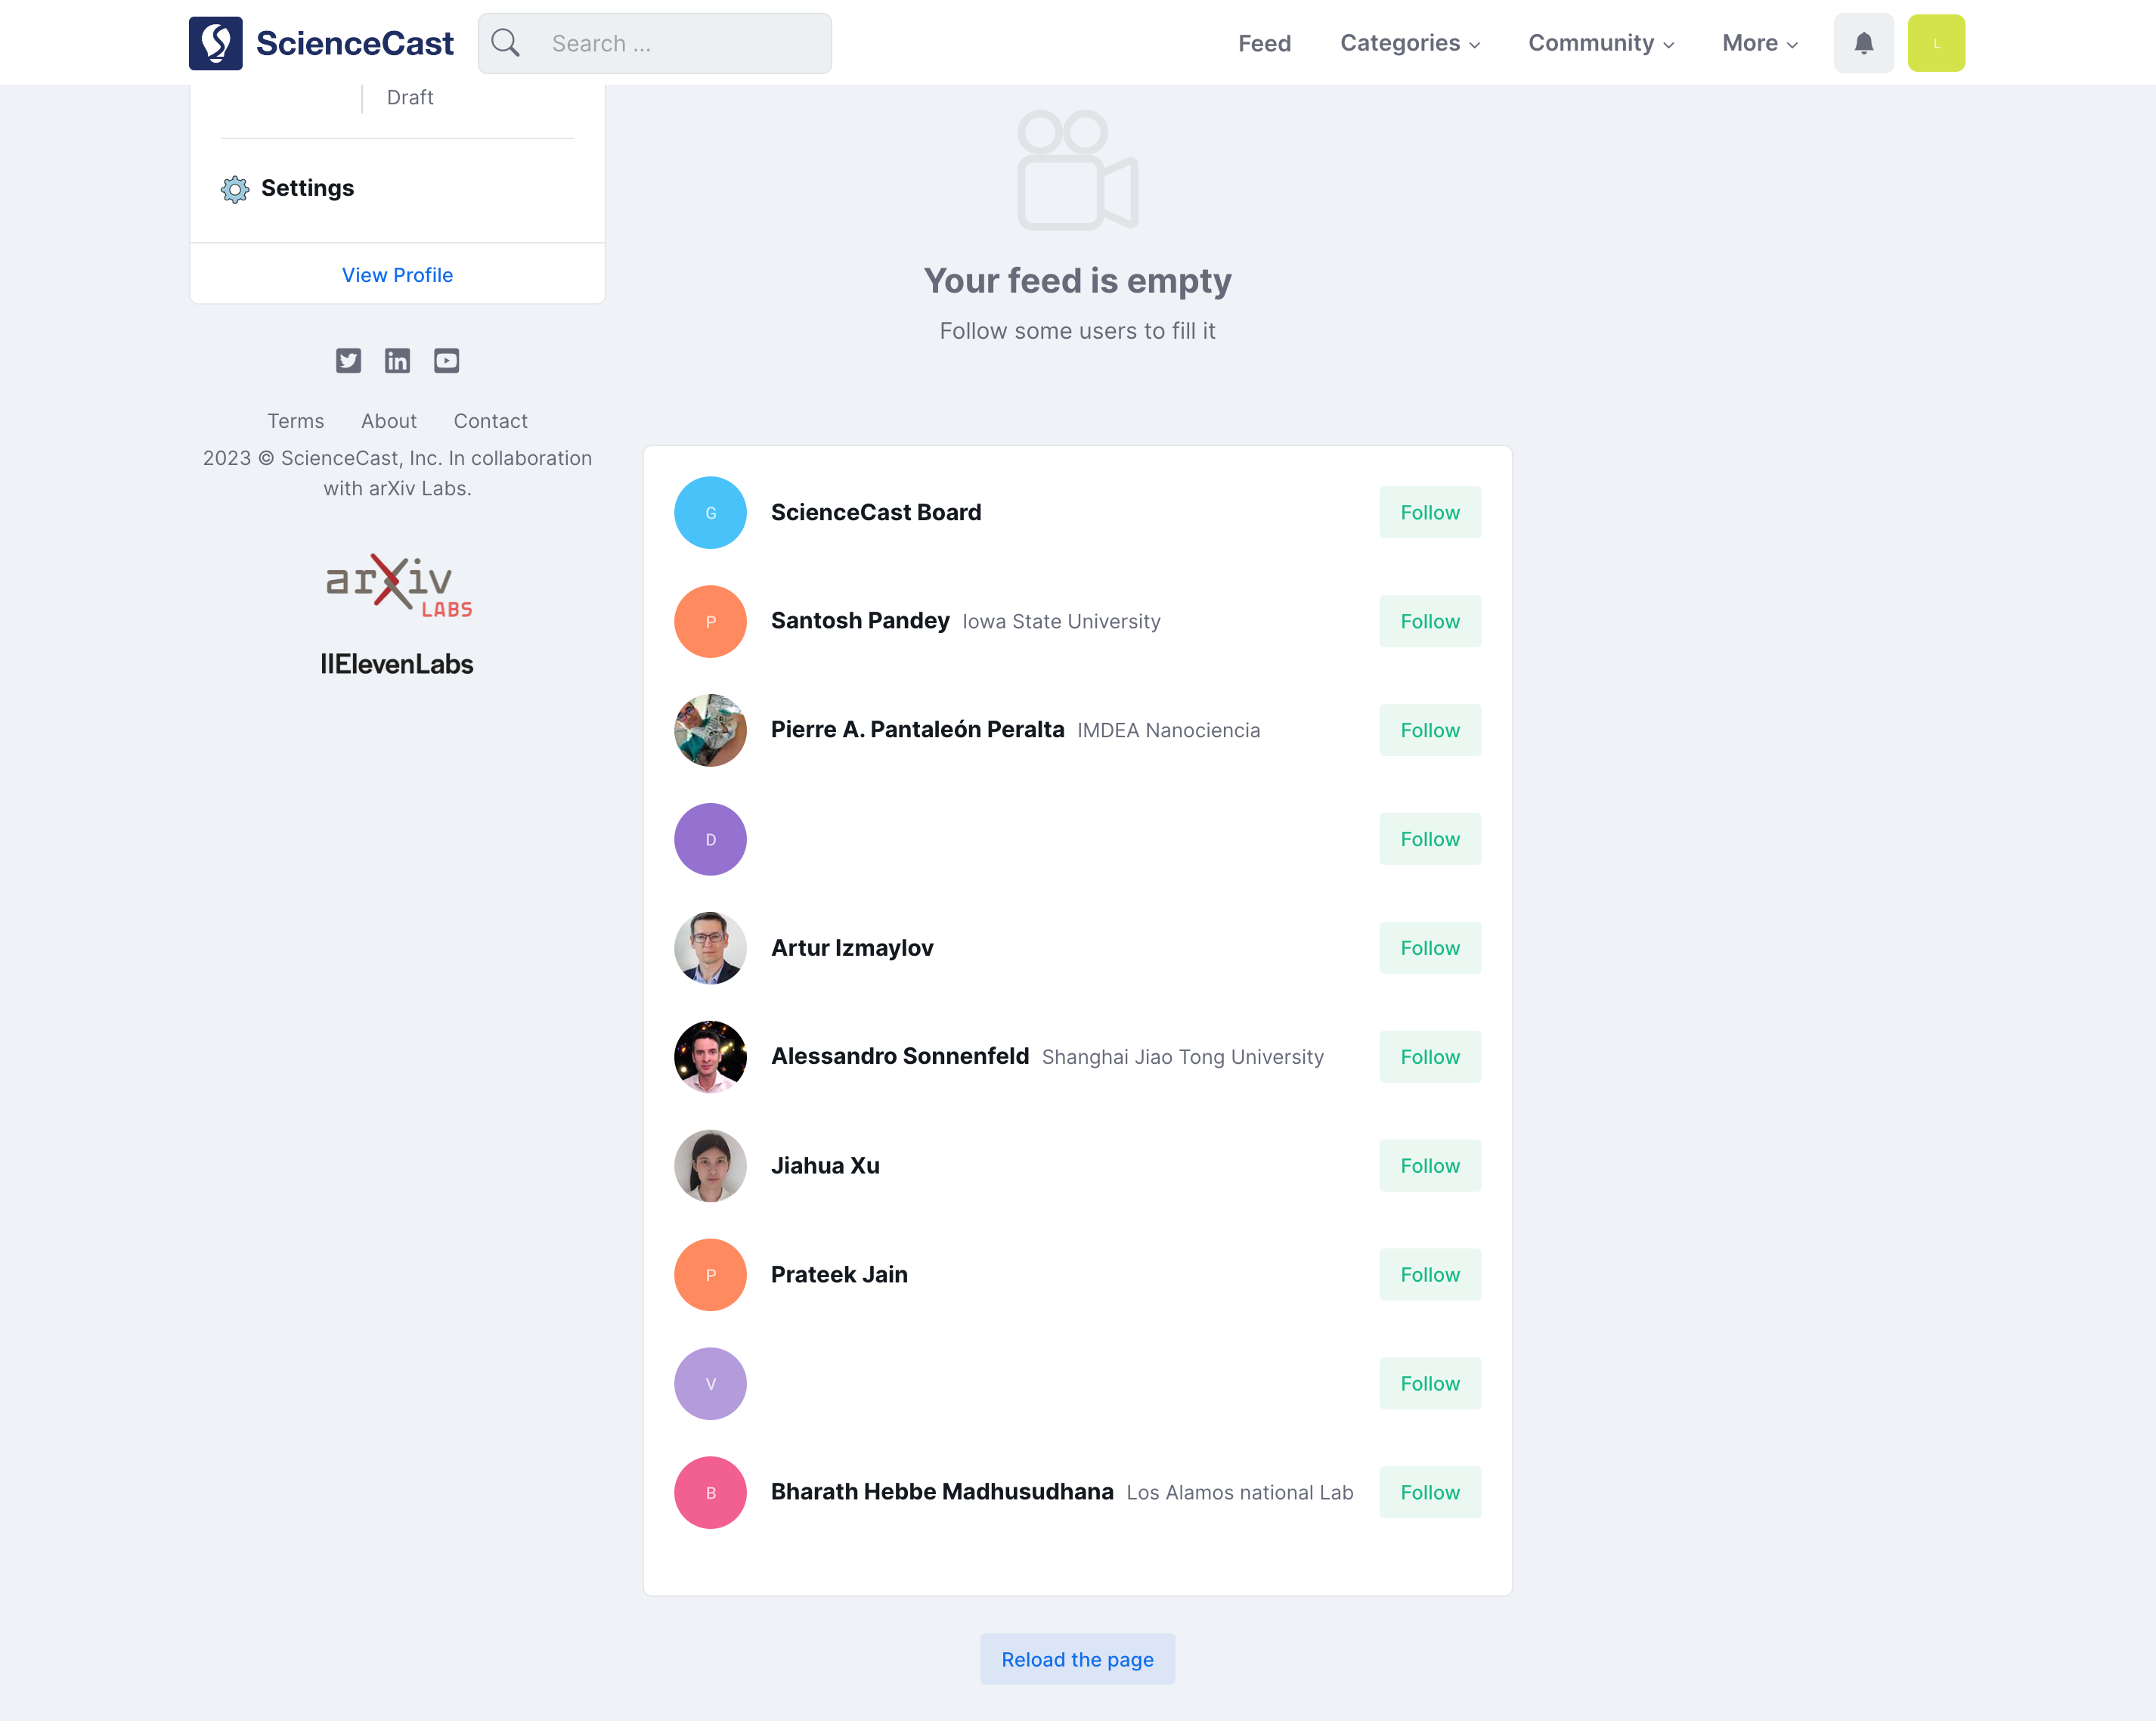 ScienceCast
Search ...
Feed
Categories
Community
More
L
Draft
Settings
View Profile
Terms About Contact
2023 © ScienceCast, Inc. In collaboration
with arXiv Labs.
arXiv
LABS
IIElevenLabs
Your feed is empty
Follow some users to fill it
G ScienceCast Board Follow
P Santosh Pandey Iowa State University Follow
Pierre A. Pantaleón Peralta IMDEA Nanociencia Follow
D Follow
Artur Izmaylov Follow
Alessandro Sonnenfeld Shanghai Jiao Tong University Follow
Jiahua Xu Follow
P Prateek Jain Follow
V Follow
B Bharath Hebbe Madhusudhana Los Alamos national Lab Follow
Reload the page